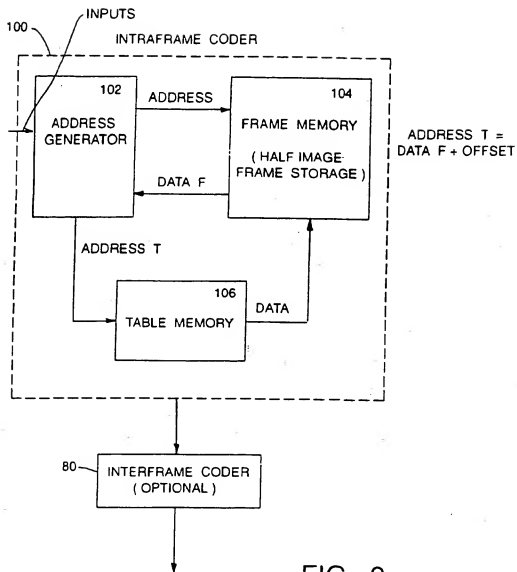 INPUTS
100
INTRAFRAME CODER
102
ADDRESS
GENERATOR
ADDRESS
104
FRAME MEMORY
( HALF IMAGE-
FRAME STORAGE )
DATA F
ADDRESS T =
DATA F + OFFSET
ADDRESS T
106
TABLE MEMORY
DATA
80
INTERFRAME CODER
( OPTIONAL )